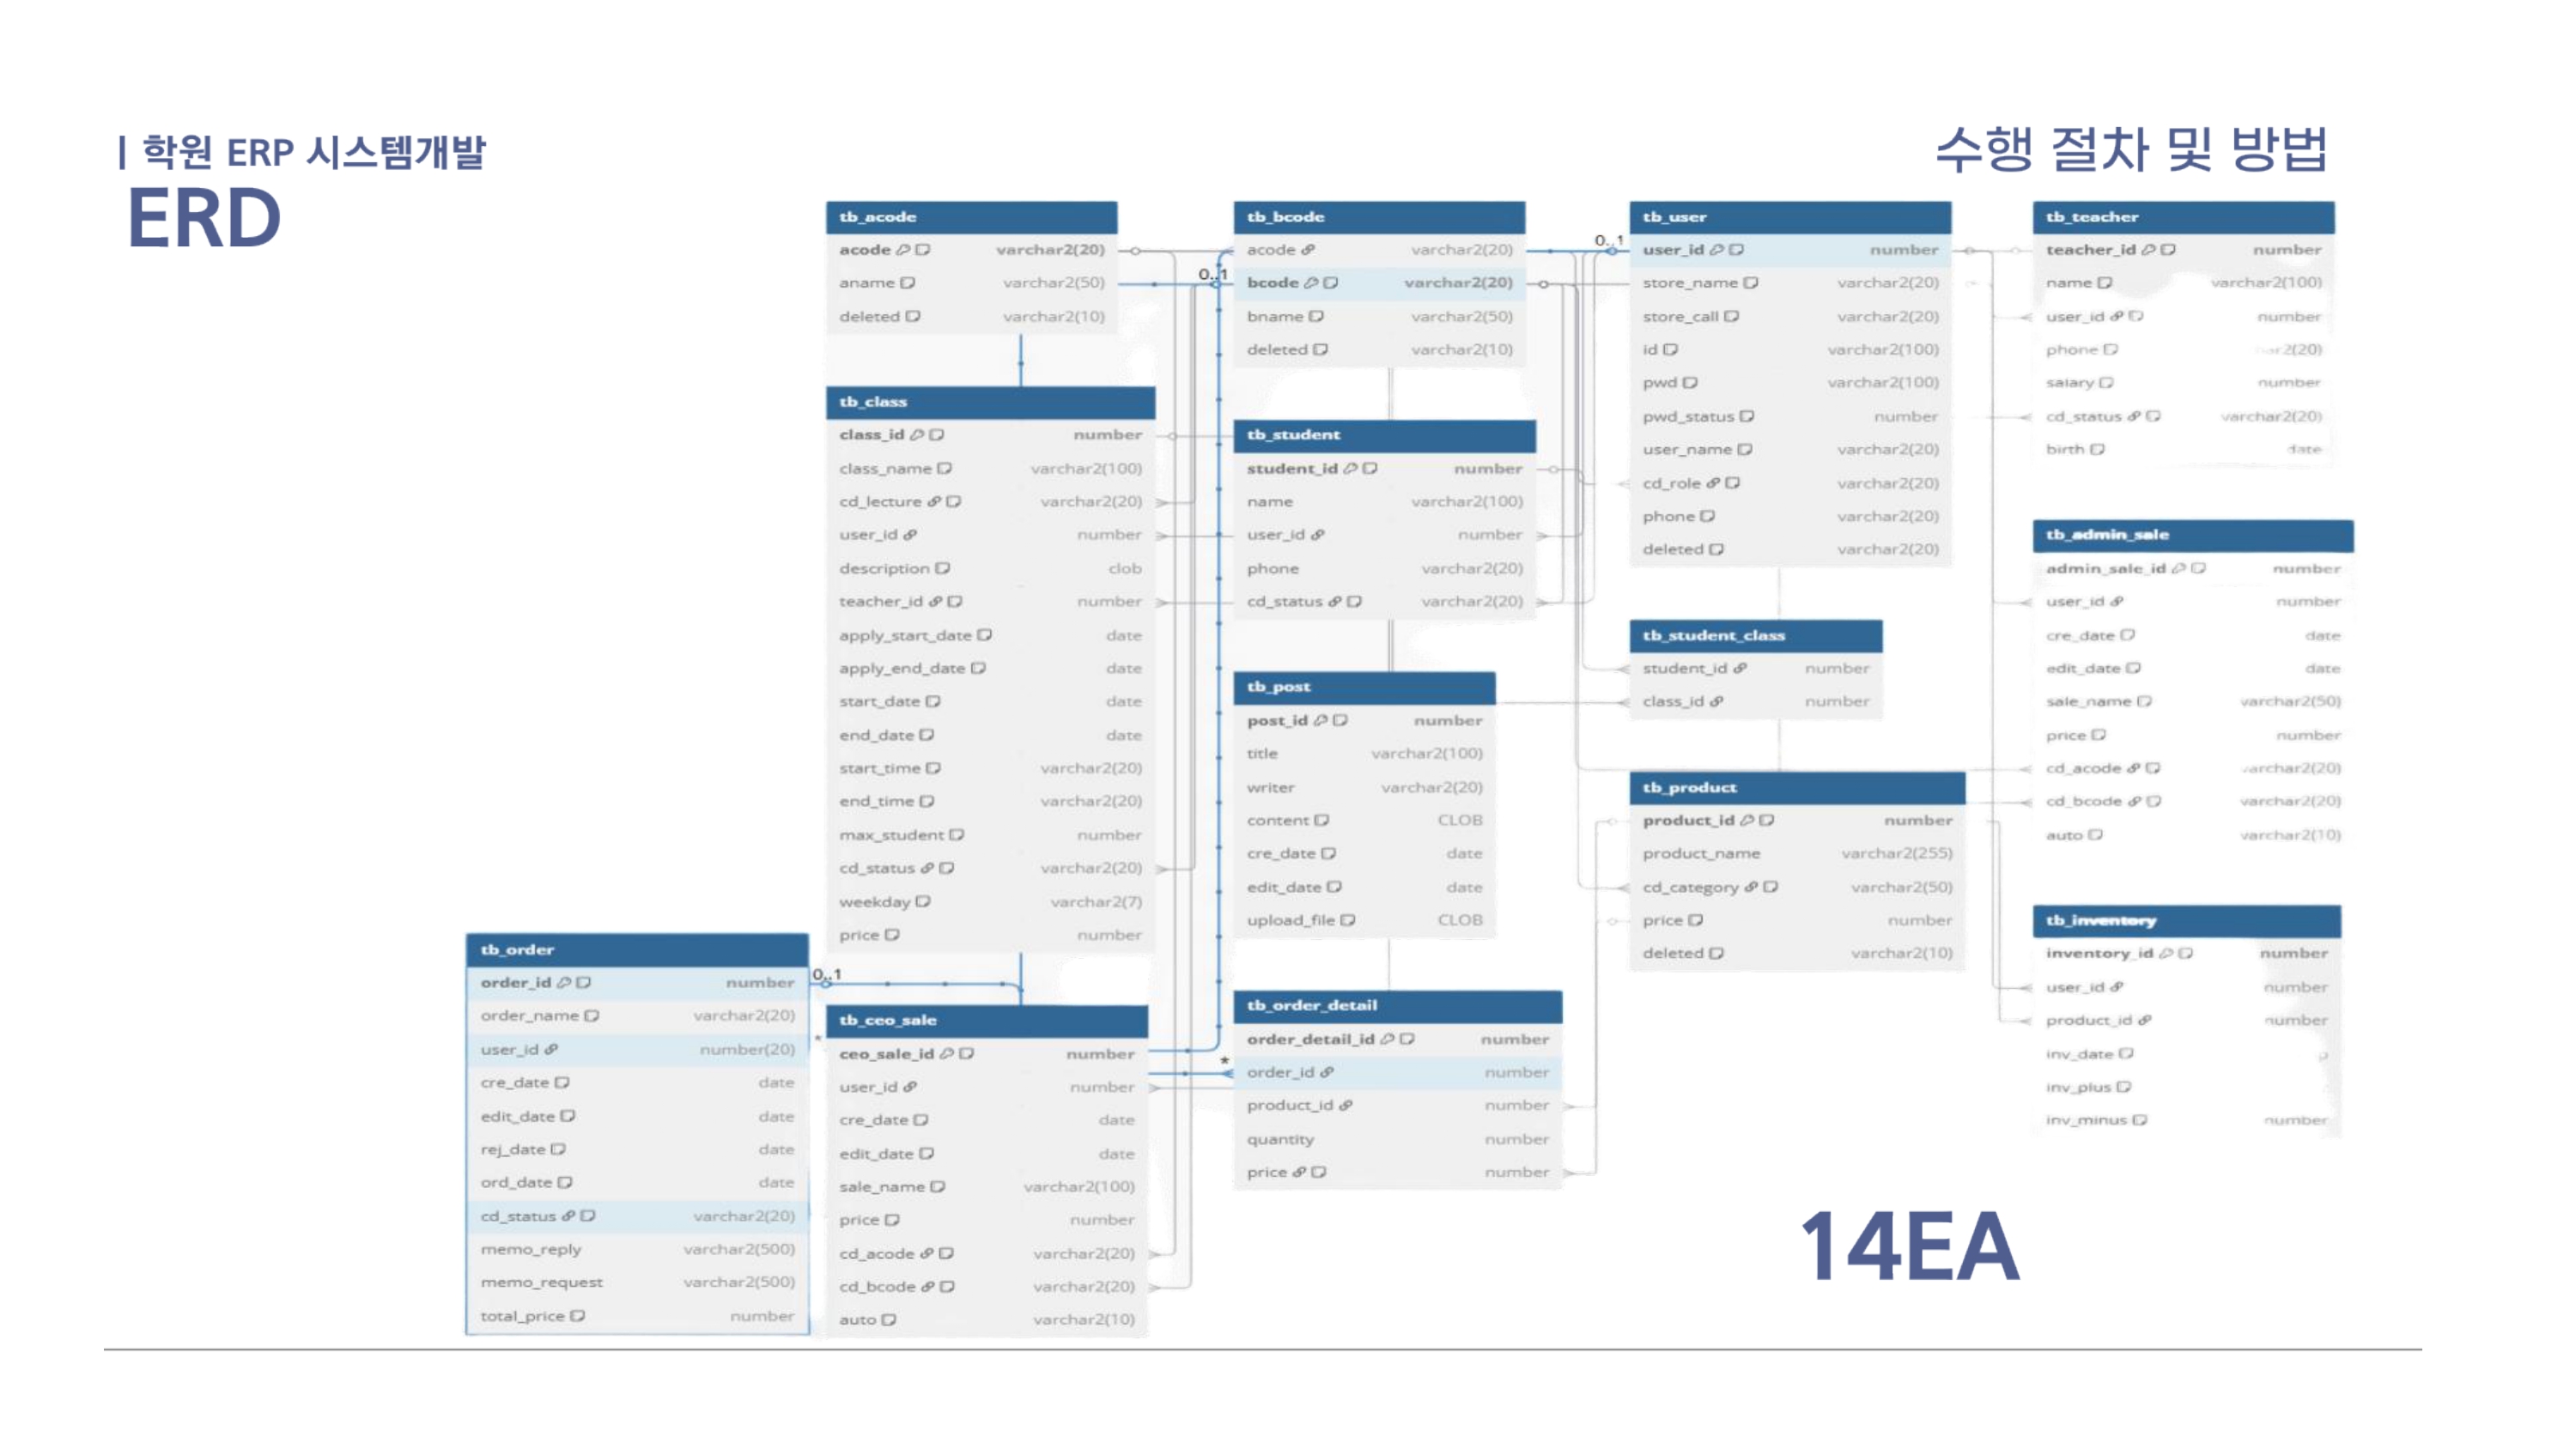 | 학원 ERP 시스템개발
ERD
수행 절차 및 방법
tb_acode
acode varchar2(20)
aname varchar2(50)
deleted varchar2(10)
tb_class
class_id number
class_name varchar2(100)
cd_lecture varchar2(20)
user_id number
description clob
teacher_id number
apply_start_date date
apply_end_date date
start_date date
end_date date
start_time varchar2(20)
end_time varchar2(20)
max_student number
cd_status varchar2(20)
weekday varchar2(7)
price number
tb_order
order_id number
order_name varchar2(20)
user_id number(20)
cre_date date
edit_date date
rej_date date
ord_date date
cd_status varchar2(20)
memo_reply varchar2(500)
memo_request varchar2(500)
total_price number
0..1
*
tb_ceo_sale
ceo_sale_id number
user_id number
cre_date date
edit_date date
sale_name varchar2(100)
price number
cd_acode varchar2(20)
cd_bcode varchar2(20)
auto varchar2(10)
0..1
tb_bcode
acode varchar2(20)
bcode varchar2(20)
bname varchar2(50)
deleted varchar2(10)
tb_student
student_id number
name varchar2(100)
user_id number
phone varchar2(20)
cd_status varchar2(20)
tb_post
post_id number
title varchar2(100)
writer varchar2(20)
content CLOB
cre_date date
edit_date date
upload_file CLOB
*
tb_order_detail
order_detail_id number
order_id number
product_id number
quantity number
price number
0..1
tb_user
user_id number
store_name varchar2(20)
store_call varchar2(20)
id varchar2(100)
pwd varchar2(100)
pwd_status number
user_name varchar2(20)
cd_role varchar2(20)
phone varchar2(20)
deleted varchar2(20)
tb_student_class
student_id number
class_id number
tb_product
product_id number
product_name varchar2(255)
cd_category varchar2(50)
price number
deleted varchar2(10)
tb_teacher
teacher_id number
name varchar2(100)
user_id number
phone
salary number
cd_status varchar2(20)
birth date
tb_admin_sale
admin_sale_id number
user_id number
cre_date date
edit_date date
sale_name varchar2(50)
price number
cd_acode varchar2(20)
cd_bcode varchar2(20)
auto varchar2(10)
tb_inventory
inventory_id number
user_id number
product_id number
inv_date
inv_plus
inv_minus number
14EA